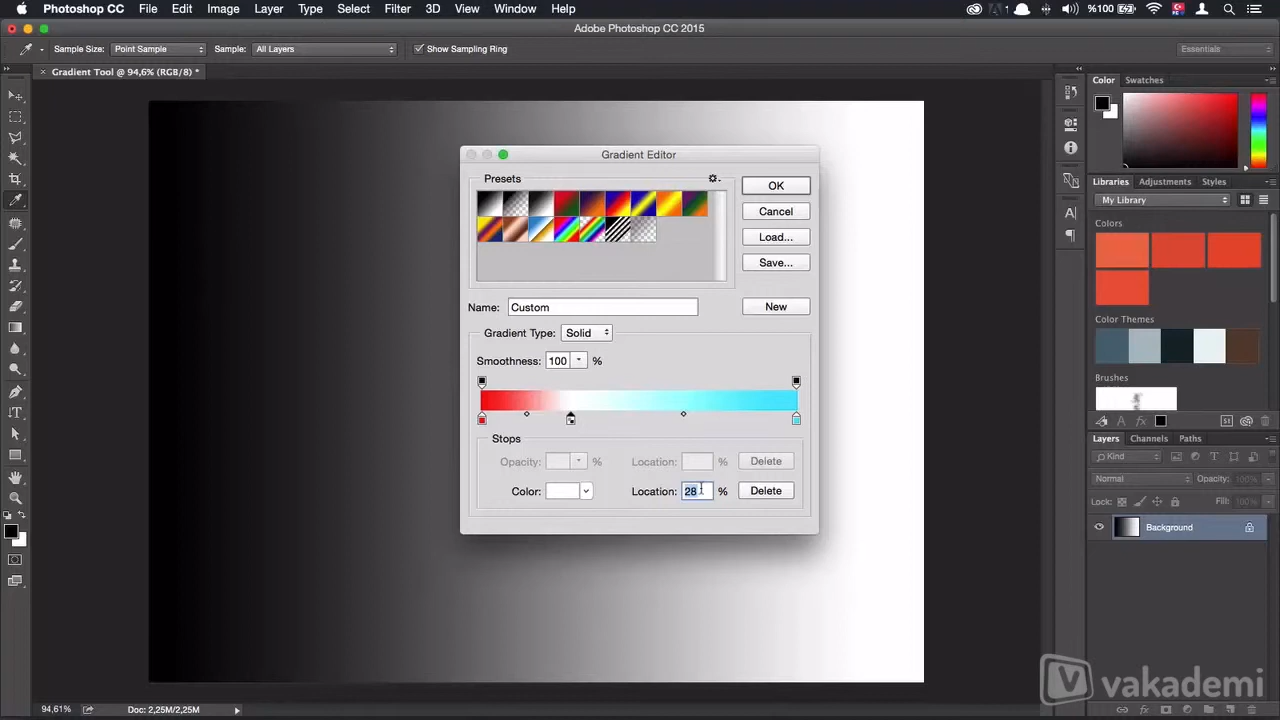 Photoshop CC File Edit Image Layer Type Select Filter 3D View Window Help %100
Adobe Photoshop CC 2015
Sample Size: Point Sample Sample: All Layers Show Sampling Ring Essentials
× Gradient Tool @ 94,6% (RGB/8) *
Color Swatches
Gradient Editor
Presets
OK
Cancel
Load...
Save...
Name: Custom New
Gradient Type: Solid
Smoothness: 100 %
Stops
Opacity: % Location: % Delete
Color: Location: 28 % Delete
Libraries Adjustments Styles
My Library
Colors
Color Themes
Brushes
Layers Channels Paths
Kind
Normal Opacity: 100%
Lock: Fill: 100%
Background
94,61% Doc: 2,25M/2,25M
vakademi